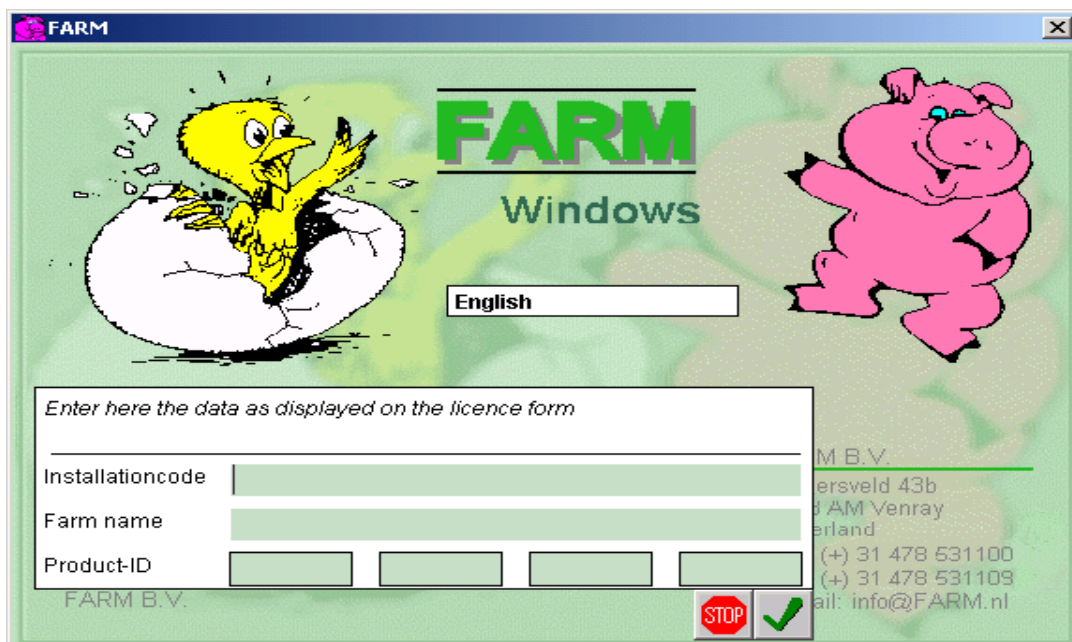 FARM
FARM
Windows
English
Enter here the data as displayed on the licence form
Installationcode
Farm name
Product-ID
M B.V.
ersveld 43b
AM Venray
erland
(+) 31 478 531100
(+) 31 478 531109
ail: info@FARM.nl
FARM B.V.
STOP